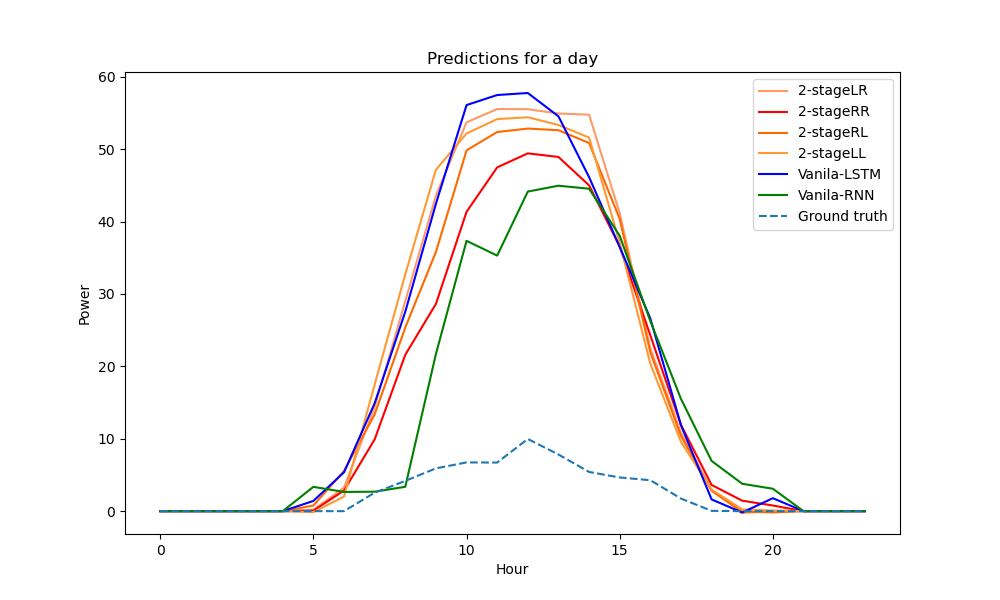 Predictions for a day
60
50
40
30
20
10
0
Power
0 5 10 15 20
Hour
2-stageLR
2-stageRR
2-stageRL
2-stageLL
Vanila-LSTM
Vanila-RNN
Ground truth